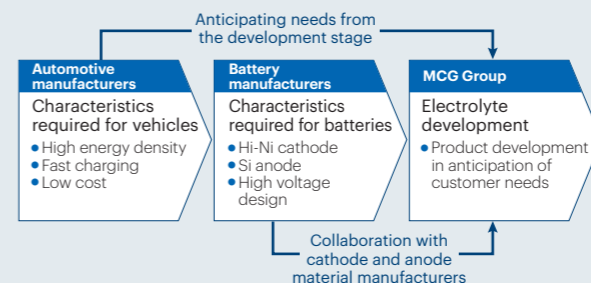 Anticipating needs from
the development stage
Automotive
manufacturers
Characteristics
required for vehicles
● High energy density
● Fast charging
● Low cost
Battery
manufacturers
Characteristics
required for batteries
● Hi-Ni cathode
● Si anode
● High voltage
design
MCG Group
Electrolyte
development
● Product development
in anticipation of
customer needs
Collaboration with
cathode and anode
material manufacturers